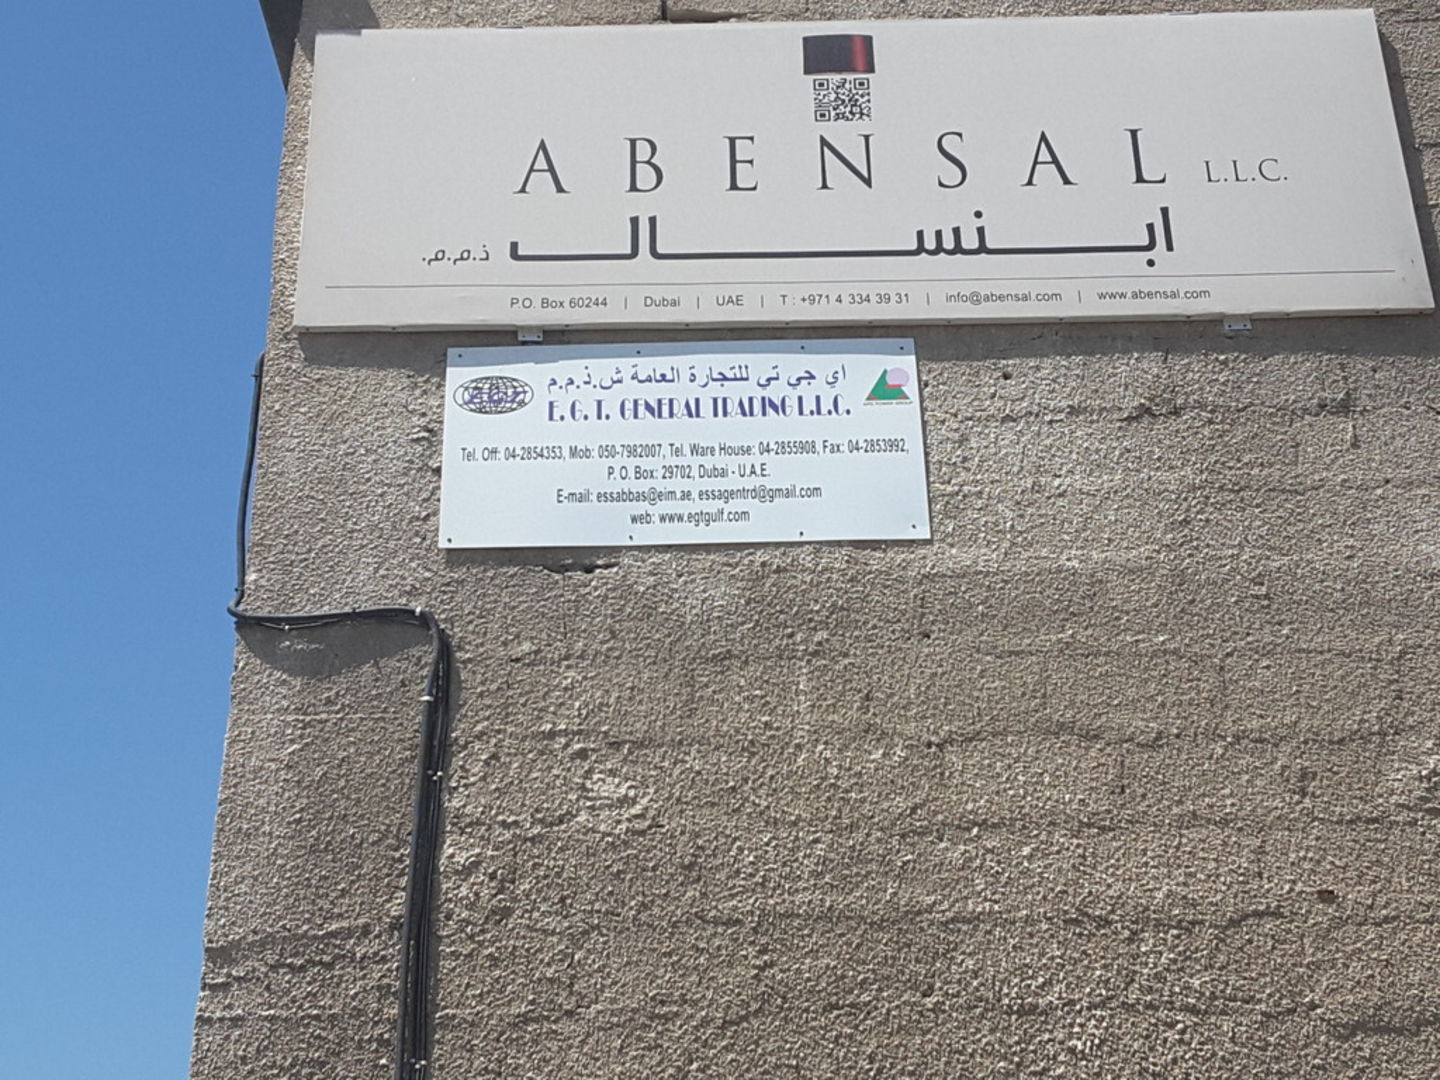 ABENSAL L.L.C.
ابنسال ذ.م.م.
P.O. Box 60244 | Dubai | UAE | T : +971 4 334 39 31 | info@abensal.com | www.abensal.com
اي جي تي للتجارة العامة ش.ذ.م.م
E. G. T. GENERAL TRADING L.L.C.
Tel. Off: 04-2854353, Mob: 050-7982007, Tel. Ware House: 04-2855908, Fax: 04-2853992,
P. O. Box: 29702, Dubai - U.A.E.
E-mail: essabbas@eim.ae, essagentrd@gmail.com
web: www.egtgulf.com